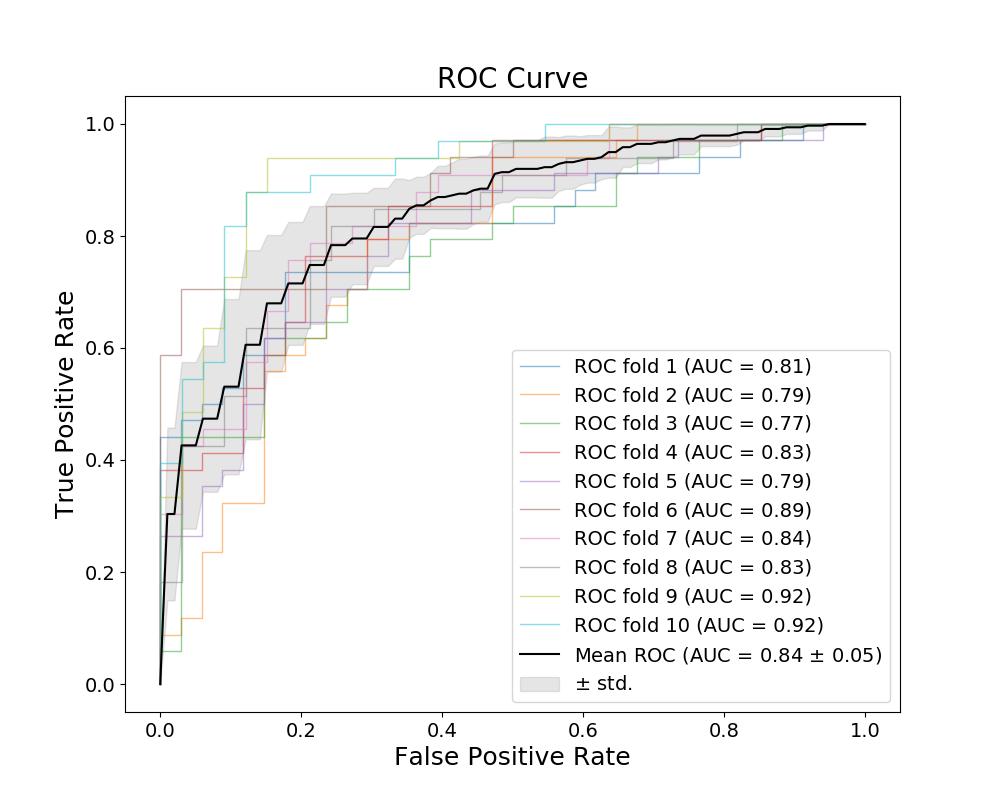 ROC Curve
1.0
0.8
0.6
0.4
0.2
0.0
True Positive Rate
ROC fold 1 (AUC = 0.81)
ROC fold 2 (AUC = 0.79)
ROC fold 3 (AUC = 0.77)
ROC fold 4 (AUC = 0.83)
ROC fold 5 (AUC = 0.79)
ROC fold 6 (AUC = 0.89)
ROC fold 7 (AUC = 0.84)
ROC fold 8 (AUC = 0.83)
ROC fold 9 (AUC = 0.92)
ROC fold 10 (AUC = 0.92)
Mean ROC (AUC = 0.84 ± 0.05)
± std.
0.0 0.2 0.4 0.6 0.8 1.0
False Positive Rate